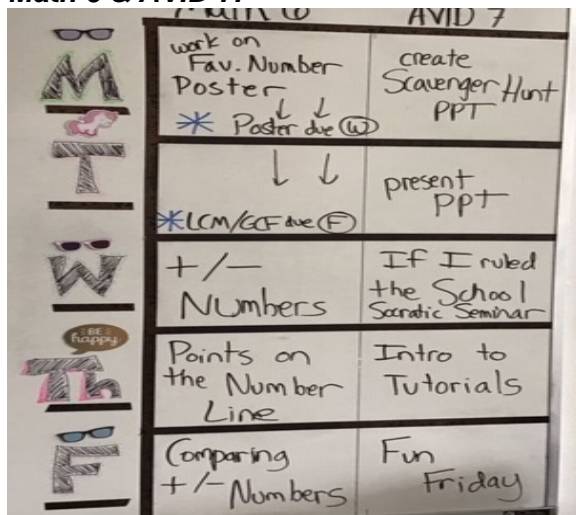 Math 6
AVID 7
M
work on
Fav. Number
Poster
↓ ↓
* Poster due (W)
create
Scavenger Hunt
PPT
T
↓ ↓
* LCM/GCF due (F)
present
PPT
W
+/-
Numbers
If I ruled
the School
Socratic Seminar
BE
happy
Th
Points on
the Number
Line
Intro to
Tutorials
F
Comparing
+/- Numbers
Fun
Friday